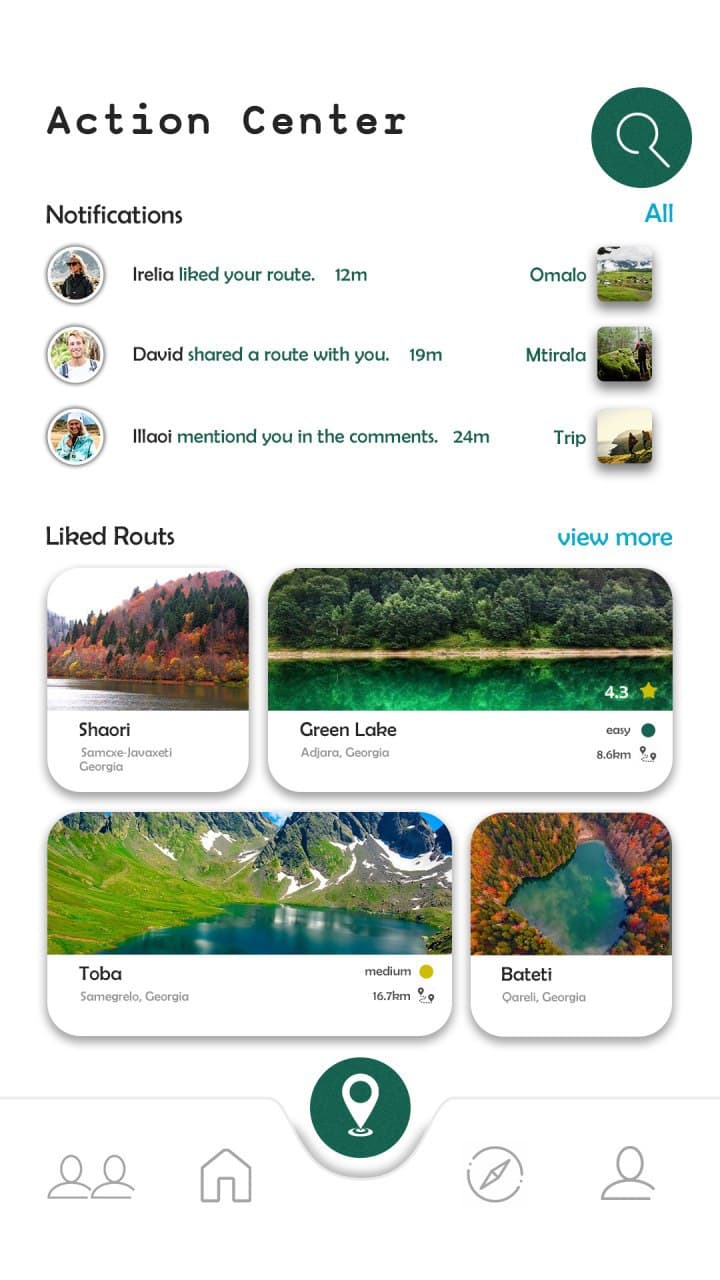 Action Center
Notifications All
Irelia liked your route. 12m Omalo
David shared a route with you. 19m Mtirala
Illaoi mentiond you in the comments. 24m Trip
Liked Routs view more
4.3
Shaori
Samcxe-Javaxeti
Georgia
Green Lake easy
Adjara, Georgia 8.6km
Toba medium
Samegrelo, Georgia 16.7km
Bateti
Qareli, Georgia